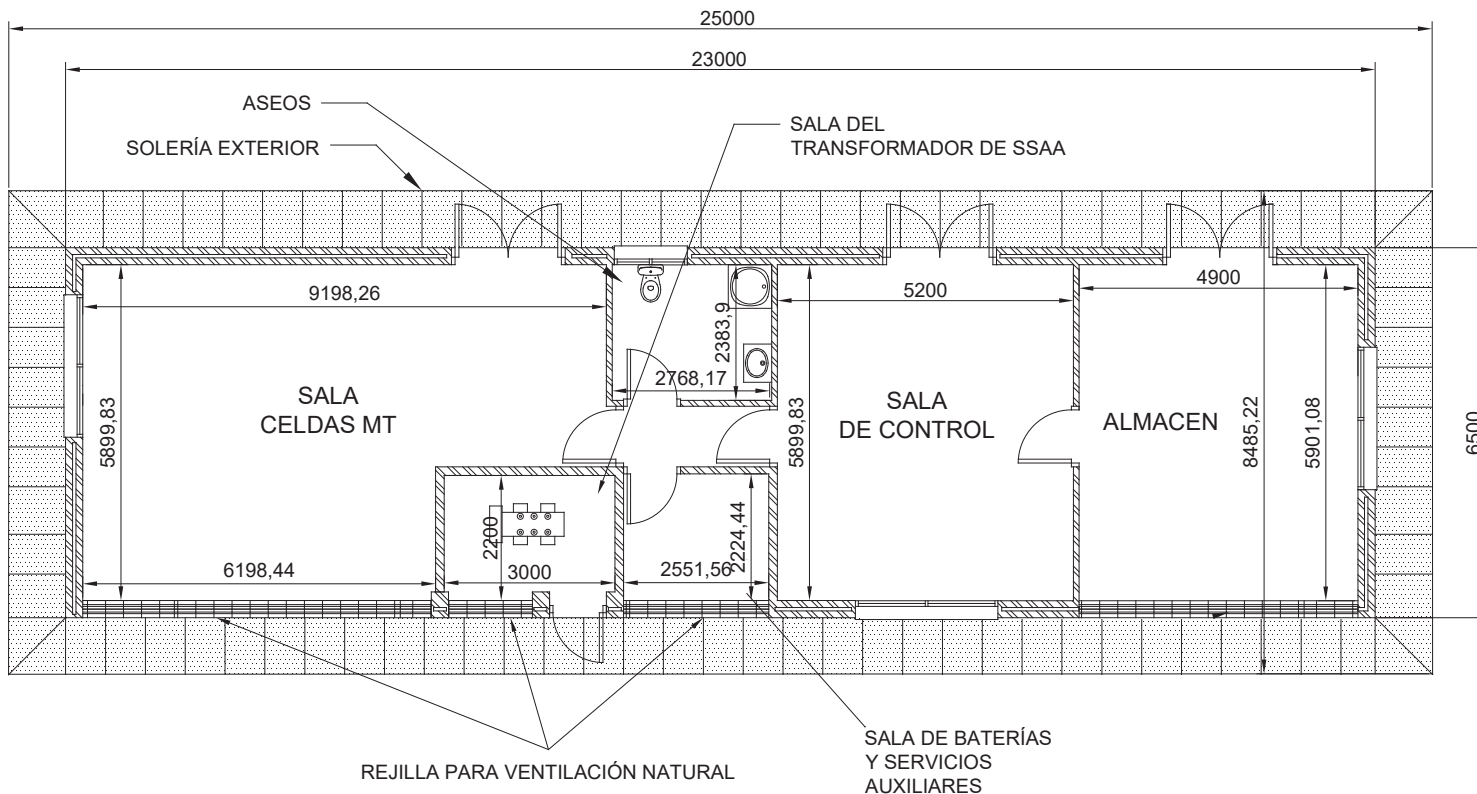 25000
23000
ASEOS
SOLERÍA EXTERIOR
SALA DEL
TRANSFORMADOR DE SSAA
9198,26
5200
4900
2383,9
2768,17
SALA
CELDAS MT
5899,83
SALA
DE CONTROL
5899,83
ALMACEN
8485,22
5901,08
6500
2200
3000
6198,44
2224,44
2551,56
REJILLA PARA VENTILACIÓN NATURAL
SALA DE BATERÍAS
Y SERVICIOS
AUXILIARES